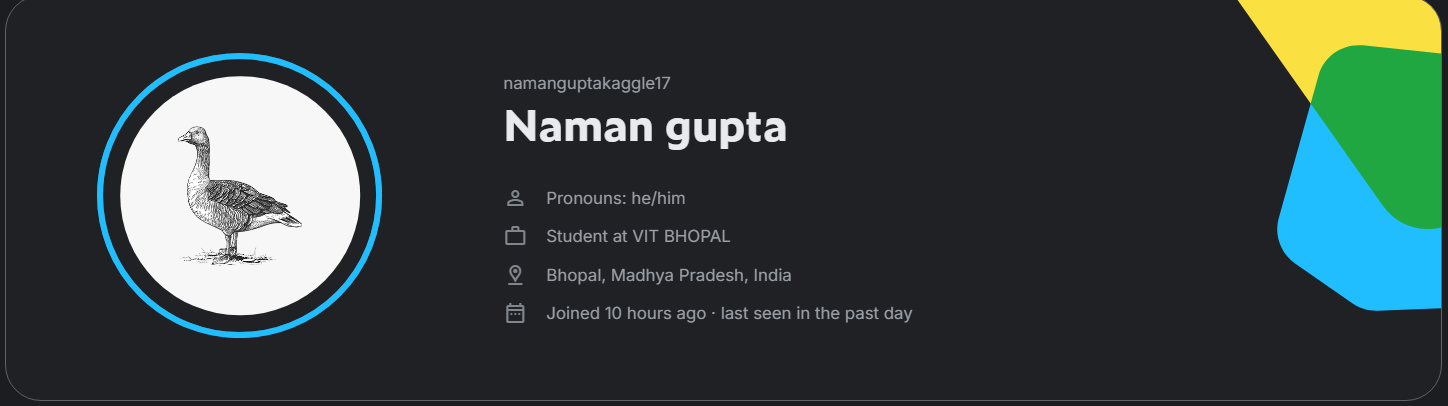 namanguptakaggle17
Naman gupta
Pronouns: he/him
Student at VIT BHOPAL
Bhopal, Madhya Pradesh, India
Joined 10 hours ago · last seen in the past day